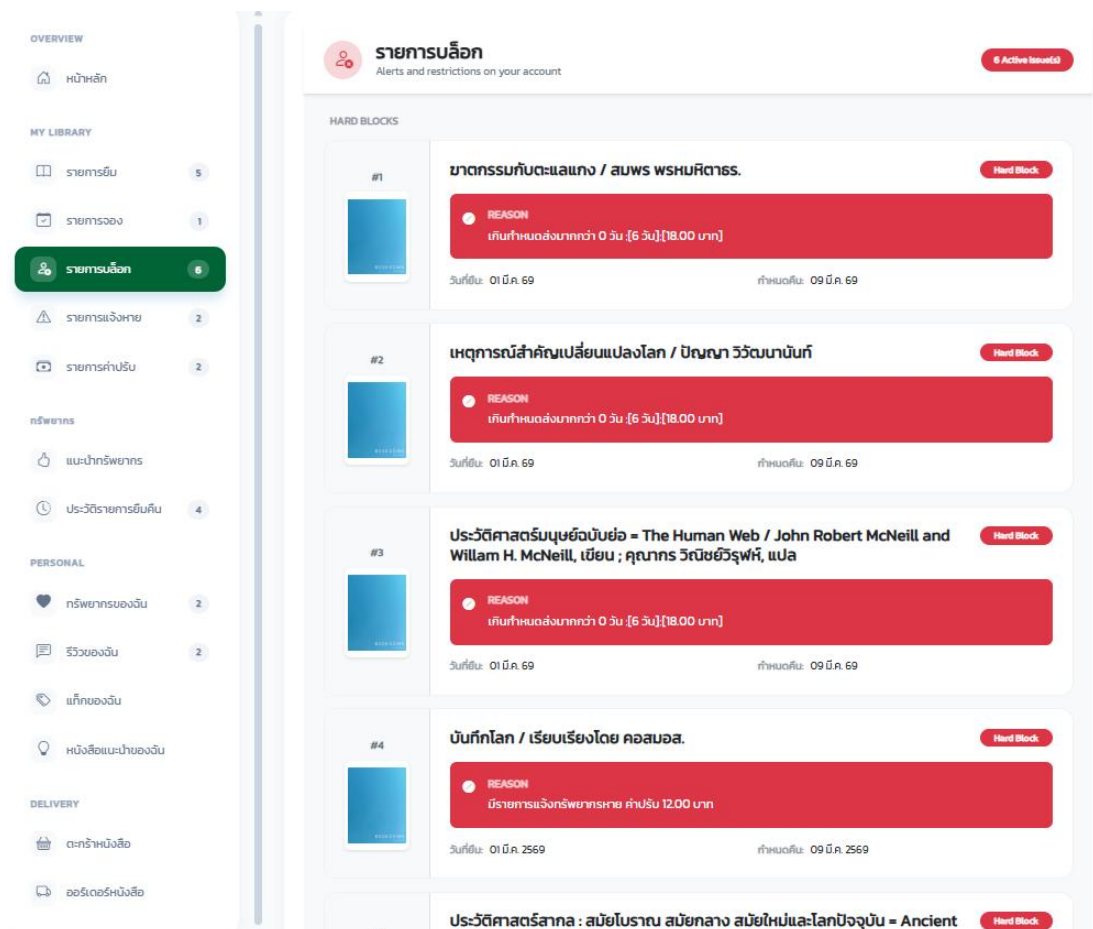 OVERVIEW
หน้าหลัก
MY LIBRARY
รายการยืม 5
รายการจอง 1
รายการบล็อก 6
รายการแจ้งหาย 2
รายการค่าปรับ 2
ทรัพยากร
แนะนำทรัพยากร
ประวัติรายการยืมคืน 4
PERSONAL
ทรัพยากรของฉัน 2
รีวิวของฉัน 2
แท็กของฉัน
หนังสือแนะนำของฉัน
DELIVERY
ตะกร้าหนังสือ
ออร์เดอร์หนังสือ
รายการบล็อก
Alerts and restrictions on your account
6 Active Issue(s)
HARD BLOCKS
#1
ฆาตกรรมกับตะแลแกง / สมพร พรหมหิตาธร.
Hard Block
REASON
เกินกำหนดส่งมากกว่า 0 วัน :[6 วัน]:[18.00 บาท]
วันที่ยืม: 01 มี.ค. 69 กำหนดคืน: 09 มี.ค. 69
#2
เหตุการณ์สำคัญเปลี่ยนแปลงโลก / ปัญญา วิวัฒนานันท์
Hard Block
REASON
เกินกำหนดส่งมากกว่า 0 วัน :[6 วัน]:[18.00 บาท]
วันที่ยืม: 01 มี.ค. 69 กำหนดคืน: 09 มี.ค. 69
#3
ประวัติศาสตร์มนุษย์ฉบับย่อ = The Human Web / John Robert McNeill and
Willam H. McNeill, เขียน ; คุณากร วิณิชย์วิรุฬห์, แปล
Hard Block
REASON
เกินกำหนดส่งมากกว่า 0 วัน :[6 วัน]:[18.00 บาท]
วันที่ยืม: 01 มี.ค. 69 กำหนดคืน: 09 มี.ค. 69
#4
บันทึกโลก / เรียบเรียงโดย คอสมอส.
Hard Block
REASON
มีรายการแจ้งทรัพยากรหาย ค่าปรับ 12.00 บาท
วันที่ยืม: 01 มี.ค. 2569 กำหนดคืน: 09 มี.ค. 2569
ประวัติศาสตร์สากล : สมัยโบราณ สมัยกลาง สมัยใหม่และโลกปัจจุบัน = Ancient
Hard Block